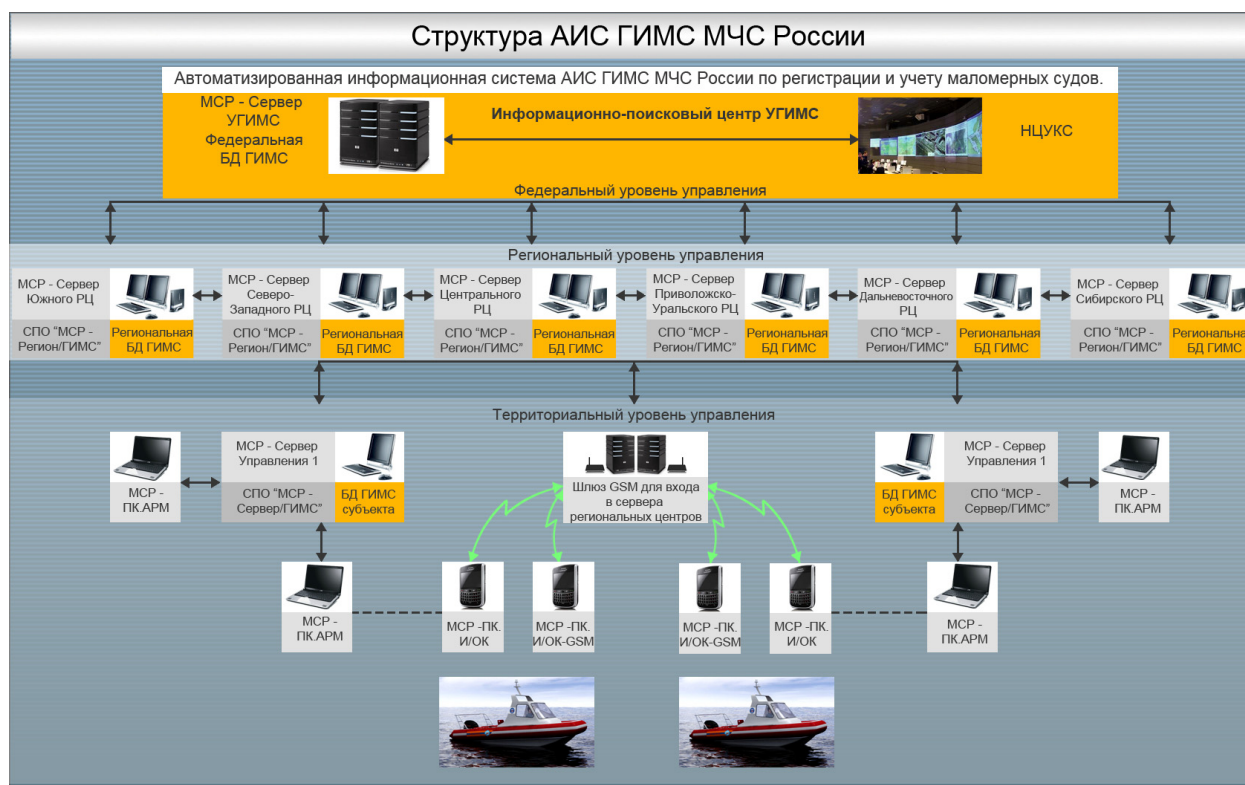 Структура АИС ГИМС МЧС России
Автоматизированная информационная система АИС ГИМС МЧС России по регистрации и учету маломерных судов.
МСР - Сервер
УГИМС
Федеральная
БД ГИМС
Информационно-поисковый центр УГИМС
НЦУКС
Федеральный уровень управления
Региональный уровень управления
МСР - Сервер
Южного РЦ
СПО "МСР -
Регион/ГИМС"
Региональная
БД ГИМС
МСР - Сервер
Северо-
Западного РЦ
СПО "МСР -
Регион/ГИМС"
Региональная
БД ГИМС
МСР - Сервер
Центрального
РЦ
СПО "МСР -
Регион/ГИМС"
Региональная
БД ГИМС
МСР - Сервер
Приволожско-
Уральского РЦ
СПО "МСР -
Регион/ГИМС"
Региональная
БД ГИМС
МСР - Сервер
Дальневосточного
РЦ
СПО "МСР -
Регион/ГИМС"
Региональная
БД ГИМС
МСР - Сервер
Сибирского РЦ
СПО "МСР -
Регион/ГИМС"
Региональна
БД ГИМС
Территориальный уровень управления
МСР -
ПК.АРМ
МСР - Сервер
Управления 1
СПО "МСР -
Сервер/ГИМС"
БД ГИМС
субъекта
Шлюз GSM для входа
в сервера
региональных центров
БД ГИМС
субъекта
МСР - Сервер
Управления 1
СПО "МСР -
Сервер/ГИМС"
МСР -
ПК.АРМ
МСР -
ПК.АРМ
МСР -ПК.
И/ОК
МСР -ПК.
И/ОК-GSM
МСР -ПК.
И/ОК-GSM
МСР -ПК.
И/ОК
МСР -
ПК.АРМ